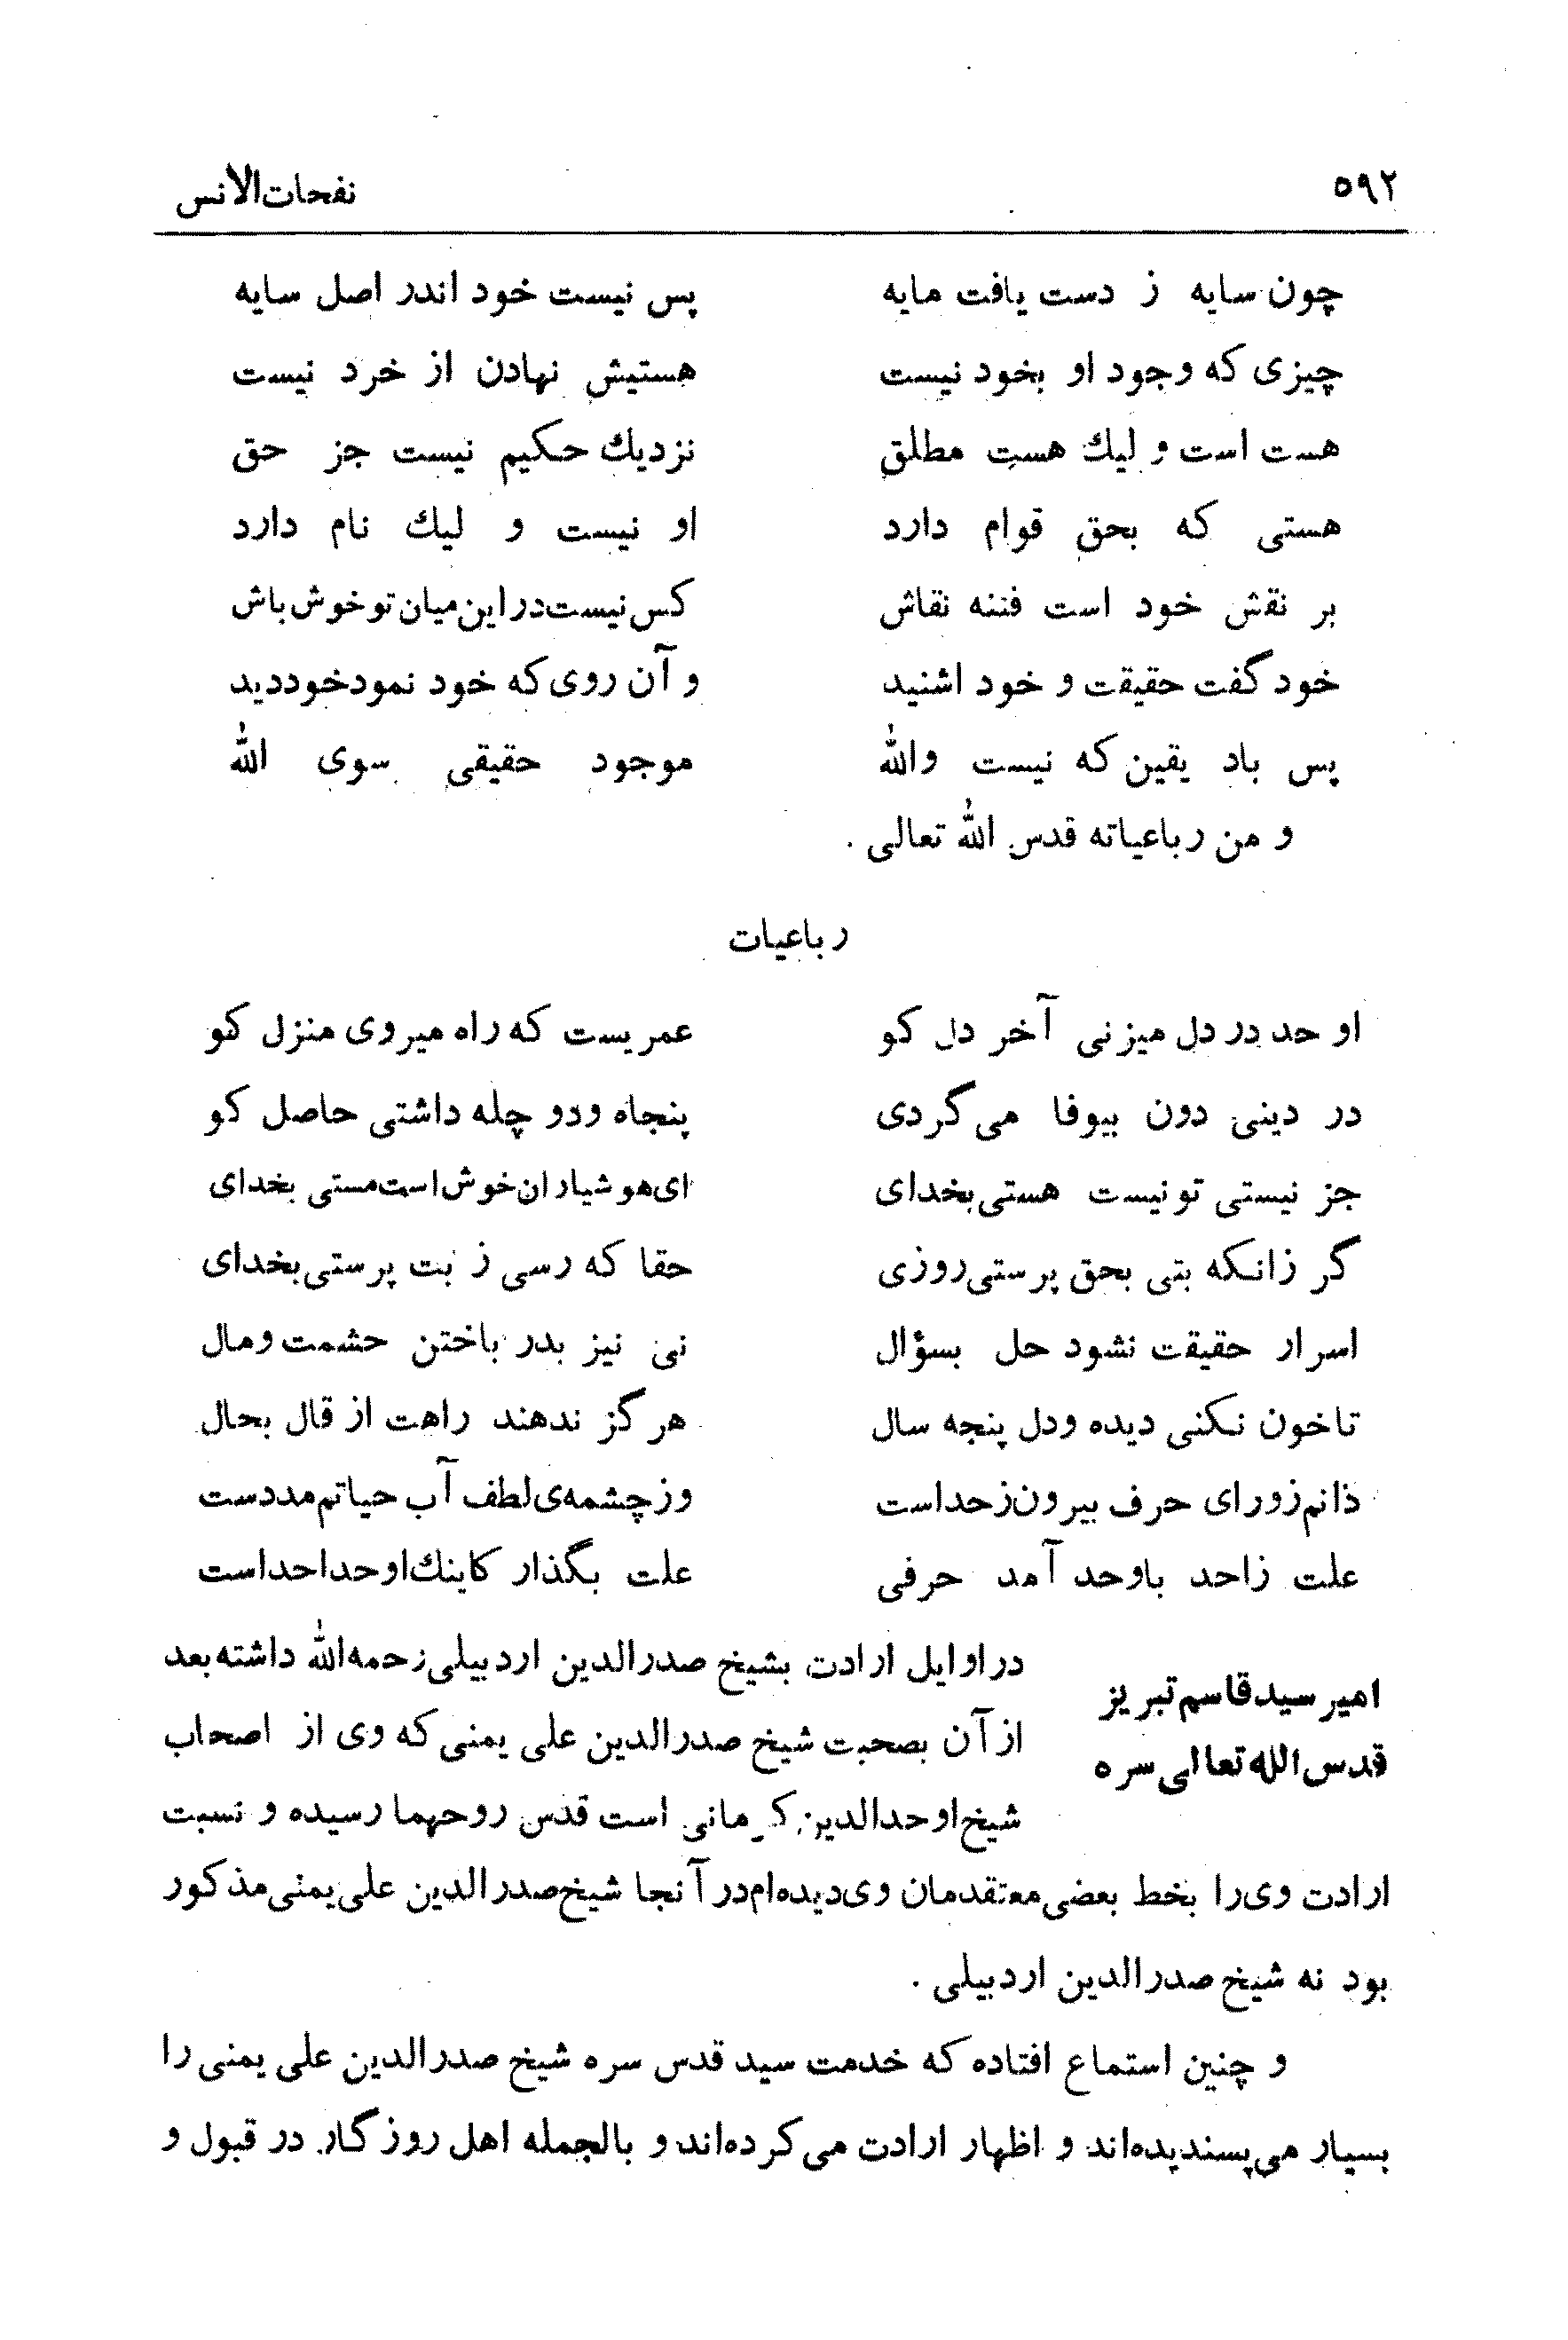 ۵۹۲ نفحات‌الانس
چون سایه ز دست یافت مایه پس نیست خود اندر اصل سایه
چیزی که وجود او بخود نیست هستیش نهادن از خرد نیست
هست است و لیك هست مطلق نزدیك حکیم نیست جز حق
هستی که بحق قوام دارد او نیست و لیك نام دارد
بر نقش خود است فتنه نقاش کس نیست در این میان تو خوش باش
خود گفت حقیقت و خود اشنید و آن روی که خود نمود خود دید
پس باد یقین که نیست والله موجود حقیقی سوی الله
و من رباعیاته قدس الله تعالی .
رباعیات
اوحد در دل میزنی آخر دل کو عمریست که راه میروی منزل کو
در دینی دون بیوفا می گردی پنجاه ودو چله داشتی حاصل کو
جز نیستی تو نیست هستی بخدای ای هوشیاران خوش است مستی بخدای
گر زانکه بتی بحق پرستی روزی حقا که رسی ز بت پرستی بخدای
اسرار حقیقت نشود حل بسؤال نی نیز بدر باختن حشمت ومال
تاخون نکنی دیده ودل پنجه سال هرگز ندهند راهت از قال بحال
ذانم زورای حرف بیرون زحداست وز چشمه‌ی لطف آب حیاتم مددست
علت زاحد باوحد آمد حرفی علت بگذار کاینك اوحد احد است
امیر سید قاسم تبریز
قدس الله تعالی سره
در اوایل ارادت بشیخ صدرالدین اردبیلی زحمه‌الله داشته بعد
از آن بصحبت شیخ صدرالدین علی یمنی که وی از اصحاب
شیخ اوحدالدین کرمانی است قدس روحهما رسیده و نسبت
ارادت وی را بخط بعضی معتقدمان وی دیده‌ام در آنجا شیخ صدرالدین علی یمنی مذکور
بود نه شیخ صدرالدین اردبیلی .
و چنین استماع افتاده که خدمت سید قدس سره شیخ صدرالدین علی یمنی را
بسیار می پسندیده‌اند و اظهار ارادت می کرده‌اند و بالجمله اهل روزگار در قبول و